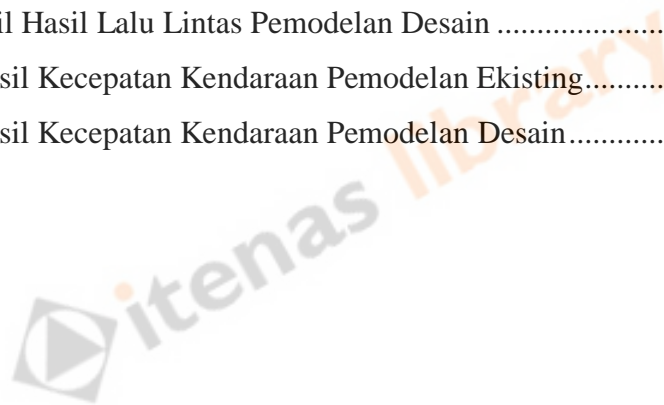 il Hasil Lalu Lintas Pemodelan Desain .....................
sil Kecepatan Kendaraan Pemodelan Ekisting..........
sil Kecepatan Kendaraan Pemodelan Desain............
itenas library